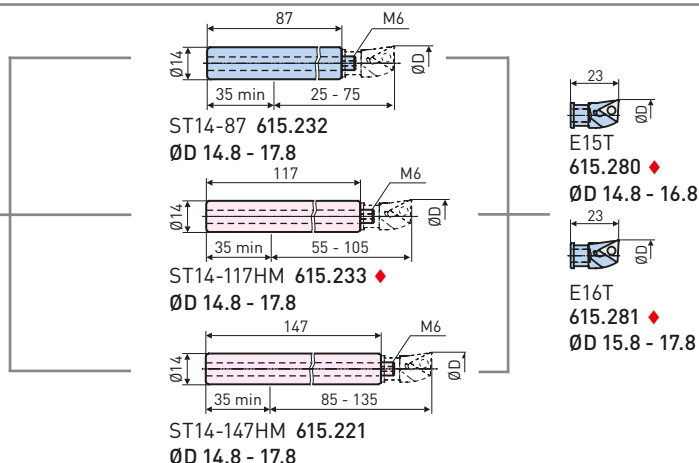 87
M6
Ø14
ØD
35 min
25 - 75
ST14-87 615.232
ØD 14.8 - 17.8
117
M6
Ø14
ØD
35 min
55 - 105
ST14-117HM 615.233 ♦
ØD 14.8 - 17.8
147
M6
Ø14
ØD
35 min
85 - 135
ST14-147HM 615.221
ØD 14.8 - 17.8
23
ØD
E15T
615.280 ♦
ØD 14.8 - 16.8
23
ØD
E16T
615.281 ♦
ØD 15.8 - 17.8